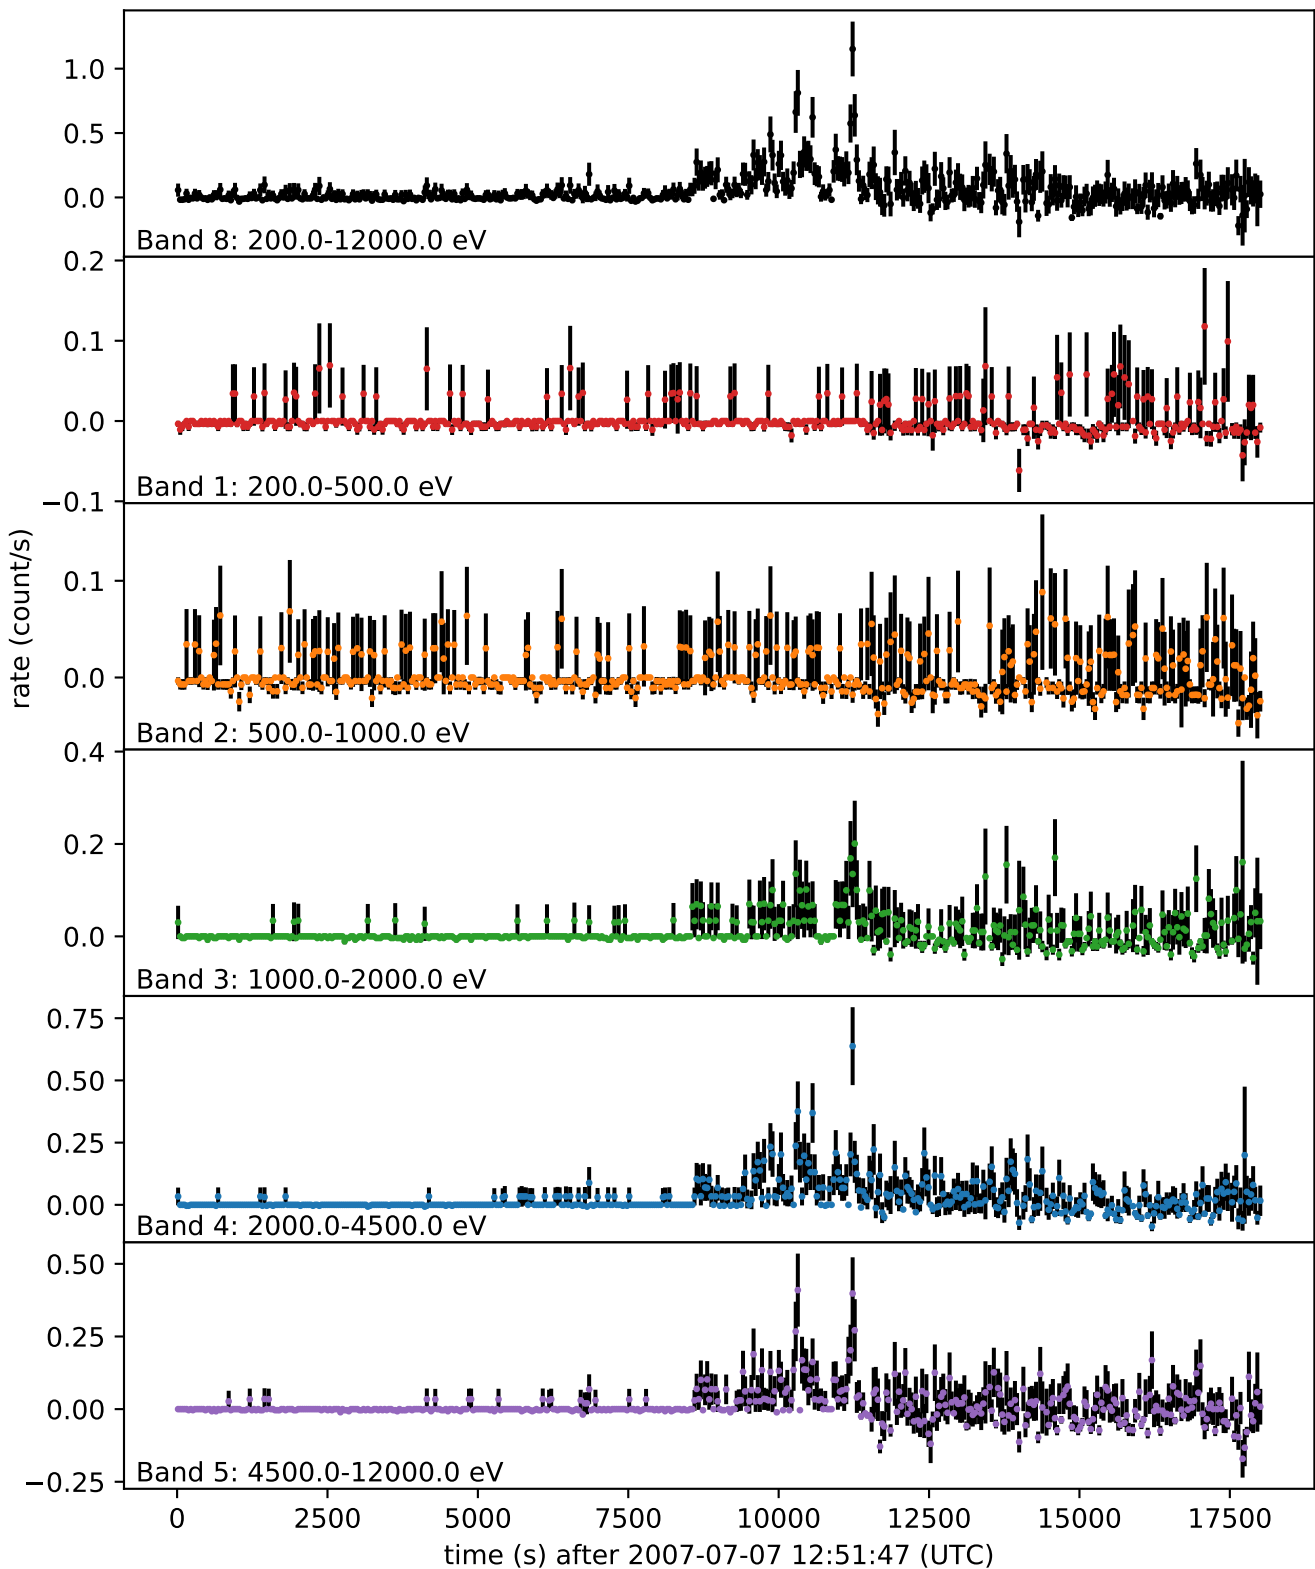 1.0
0.5
0.0
Band 8: 200.0-12000.0 eV
0.2
0.1
0.0
−0.1
Band 1: 200.0-500.0 eV
rate (count/s)
0.1
0.0
Band 2: 500.0-1000.0 eV
0.4
0.2
0.0
Band 3: 1000.0-2000.0 eV
0.75
0.50
0.25
0.00
Band 4: 2000.0-4500.0 eV
0.50
0.25
0.00
−0.25
Band 5: 4500.0-12000.0 eV
0 2500 5000 7500 10000 12500 15000 17500
time (s) after 2007-07-07 12:51:47 (UTC)